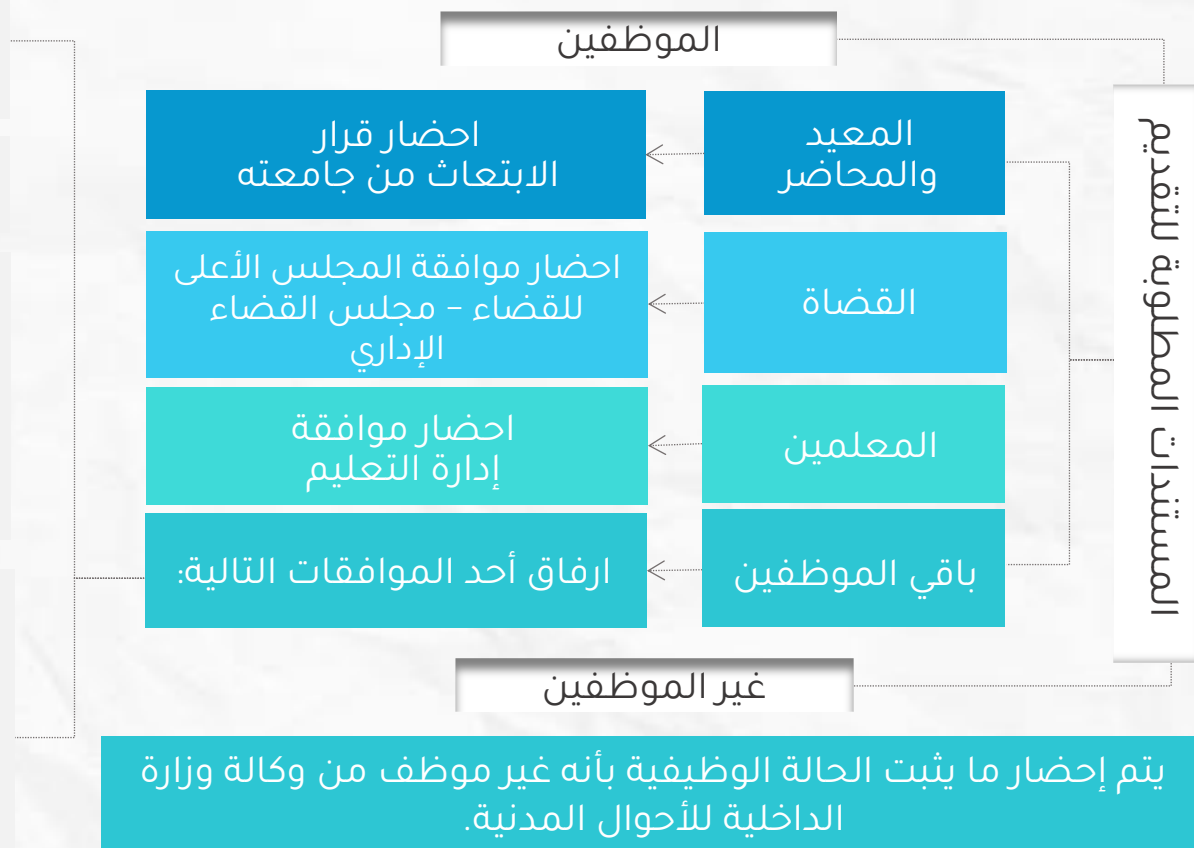 المستندات المطلوبة للتقديم
الموظفين
المعيد
والمحاضر
احضار قرار
الابتعاث من جامعته
القضاة
احضار موافقة المجلس الأعلى
للقضاء – مجلس القضاء
الإداري
المعلمين
احضار موافقة
إدارة التعليم
باقي الموظفين
ارفاق أحد الموافقات التالية:
غير الموظفين
يتم إحضار ما يثبت الحالة الوظيفية بأنه غير موظف من وكالة وزارة
الداخلية للأحوال المدنية.